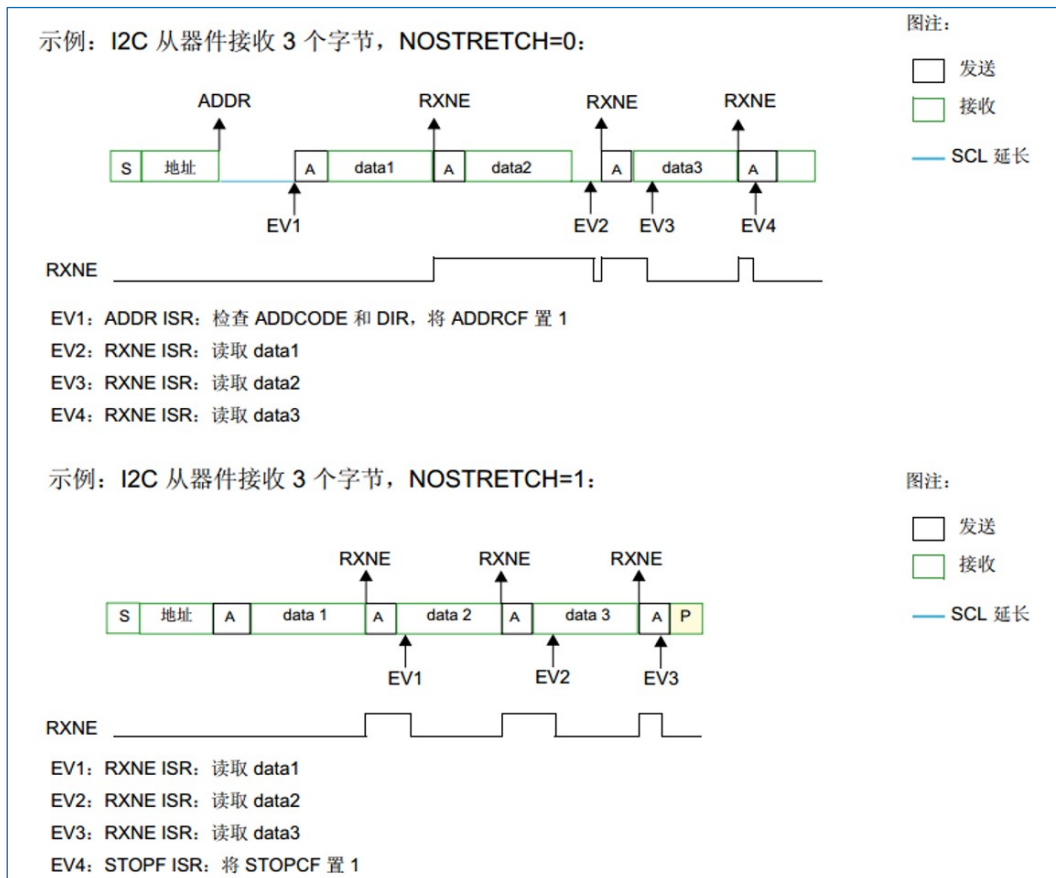 示例：I2C 从器件接收 3 个字节，NOSTRETCH=0：
图注：
发送
接收
SCL 延长
ADDR RXNE RXNE RXNE
S 地址 A data1 A data2 A data3 A
EV1 EV2 EV3 EV4
RXNE
EV1：ADDR ISR：检查 ADDCODE 和 DIR，将 ADDRCF 置 1
EV2：RXNE ISR：读取 data1
EV3：RXNE ISR：读取 data2
EV4：RXNE ISR：读取 data3
示例：I2C 从器件接收 3 个字节，NOSTRETCH=1：
图注：
发送
接收
SCL 延长
RXNE RXNE RXNE
S 地址 A data 1 A data 2 A data 3 A P
EV1 EV2 EV3
RXNE
EV1：RXNE ISR：读取 data1
EV2：RXNE ISR：读取 data2
EV3：RXNE ISR：读取 data3
EV4：STOPF ISR：将 STOPCF 置 1